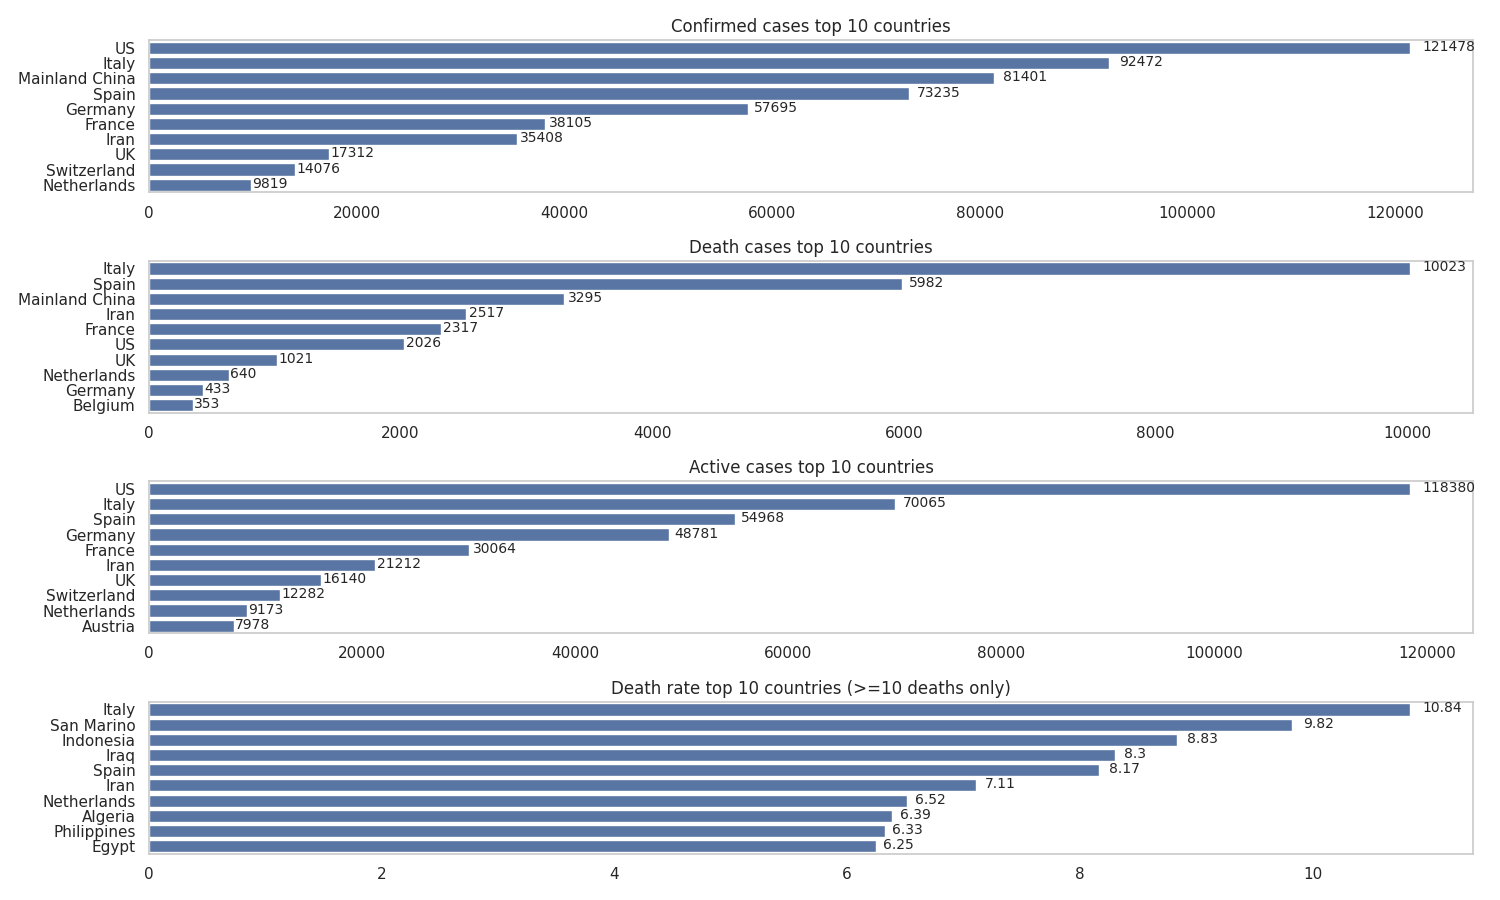 Confirmed cases top 10 countries
US 121478
Italy 92472
Mainland China 81401
Spain 73235
Germany 57695
France 38105
Iran 35408
UK 17312
Switzerland 14076
Netherlands 9819
0 20000 40000 60000 80000 100000 120000
Death cases top 10 countries
Italy 10023
Spain 5982
Mainland China 3295
Iran 2517
France 2317
US 2026
UK 1021
Netherlands 640
Germany 433
Belgium 353
0 2000 4000 6000 8000 10000
Active cases top 10 countries
US 118380
Italy 70065
Spain 54968
Germany 48781
France 30064
Iran 21212
UK 16140
Switzerland 12282
Netherlands 9173
Austria 7978
0 20000 40000 60000 80000 100000 120000
Death rate top 10 countries (>=10 deaths only)
Italy 10.84
San Marino 9.82
Indonesia 8.83
Iraq 8.3
Spain 8.17
Iran 7.11
Netherlands 6.52
Algeria 6.39
Philippines 6.33
Egypt 6.25
0 2 4 6 8 10